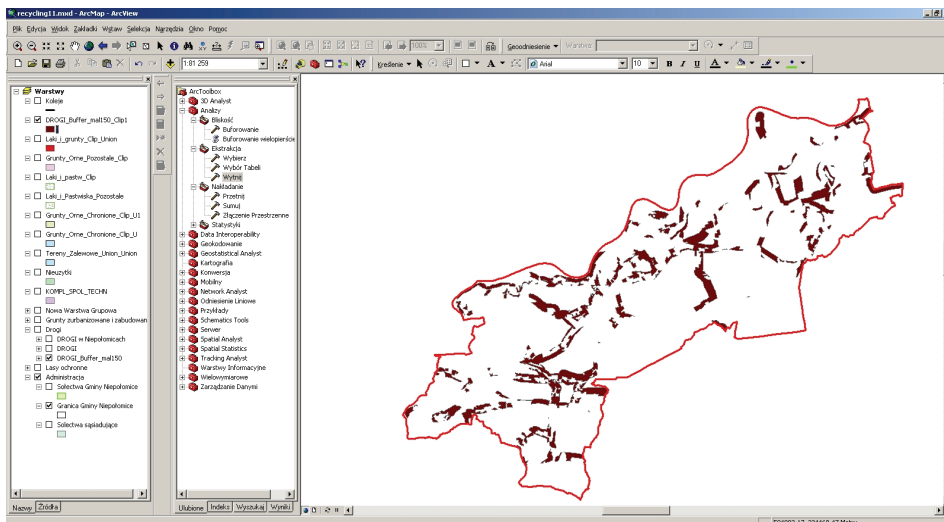 recycling11.mxd - ArcMap - ArcView
Plik Edycja Widok Zakładki Wstaw Selekcja Narzędzia Okno Pomoc
100% Geoodniesienie Warstwa:
1:81 259 Kreślenie A Arial 10 B I U A
Warstwy
Koleje
DROGI_Buffer_mal150_Clip1
Laki_i_grunty_Clip_Union
Grunty_Orne_Pozostale_Clip
Laki_i_pastw_Clip
Laki_i_Pastwiska_Pozostale
Grunty_Orne_Chronione_Clip_U1
Grunty_Orne_Chronione_Clip_U
Tereny_Zalewowe_Union_Union
Nieuzytki
KOMPL_SPOL_TECHN
Nowa Warstwa Grupowa
Grunty zurbanizowane i zabudowan
Drogi
DROGI w Niepołomicach
DROGI
DROGI_Buffer_mal150
Lasy ochronne
Administracja
Sołectwa Gminy Niepołomice
Granica Gminy Niepołomice
Sołectwa sąsiadujące
Nazwy Źródła
ArcToolbox
3D Analyst
Analizy
Bliskość
Buforowanie
Buforowanie wielopierście
Ekstrakcja
Wybierz
Wybór Tabeli
Wytnij
Nakładanie
Przetnij
Sumuj
Złączenie Przestrzenne
Statystyki
Data Interoperability
Geokodowanie
Geostatistical Analyst
Kartografia
Konwersja
Mobilny
Network Analyst
Odniesienie Liniowe
Przykłady
Schematics Tools
Serwer
Spatial Analyst
Spatial Statistics
Tracking Analyst
Warstwy Informacyjne
Wielowymiarowe
Zarządzanie Danymi
Ulubione Indeks Wyszukaj Wyniki